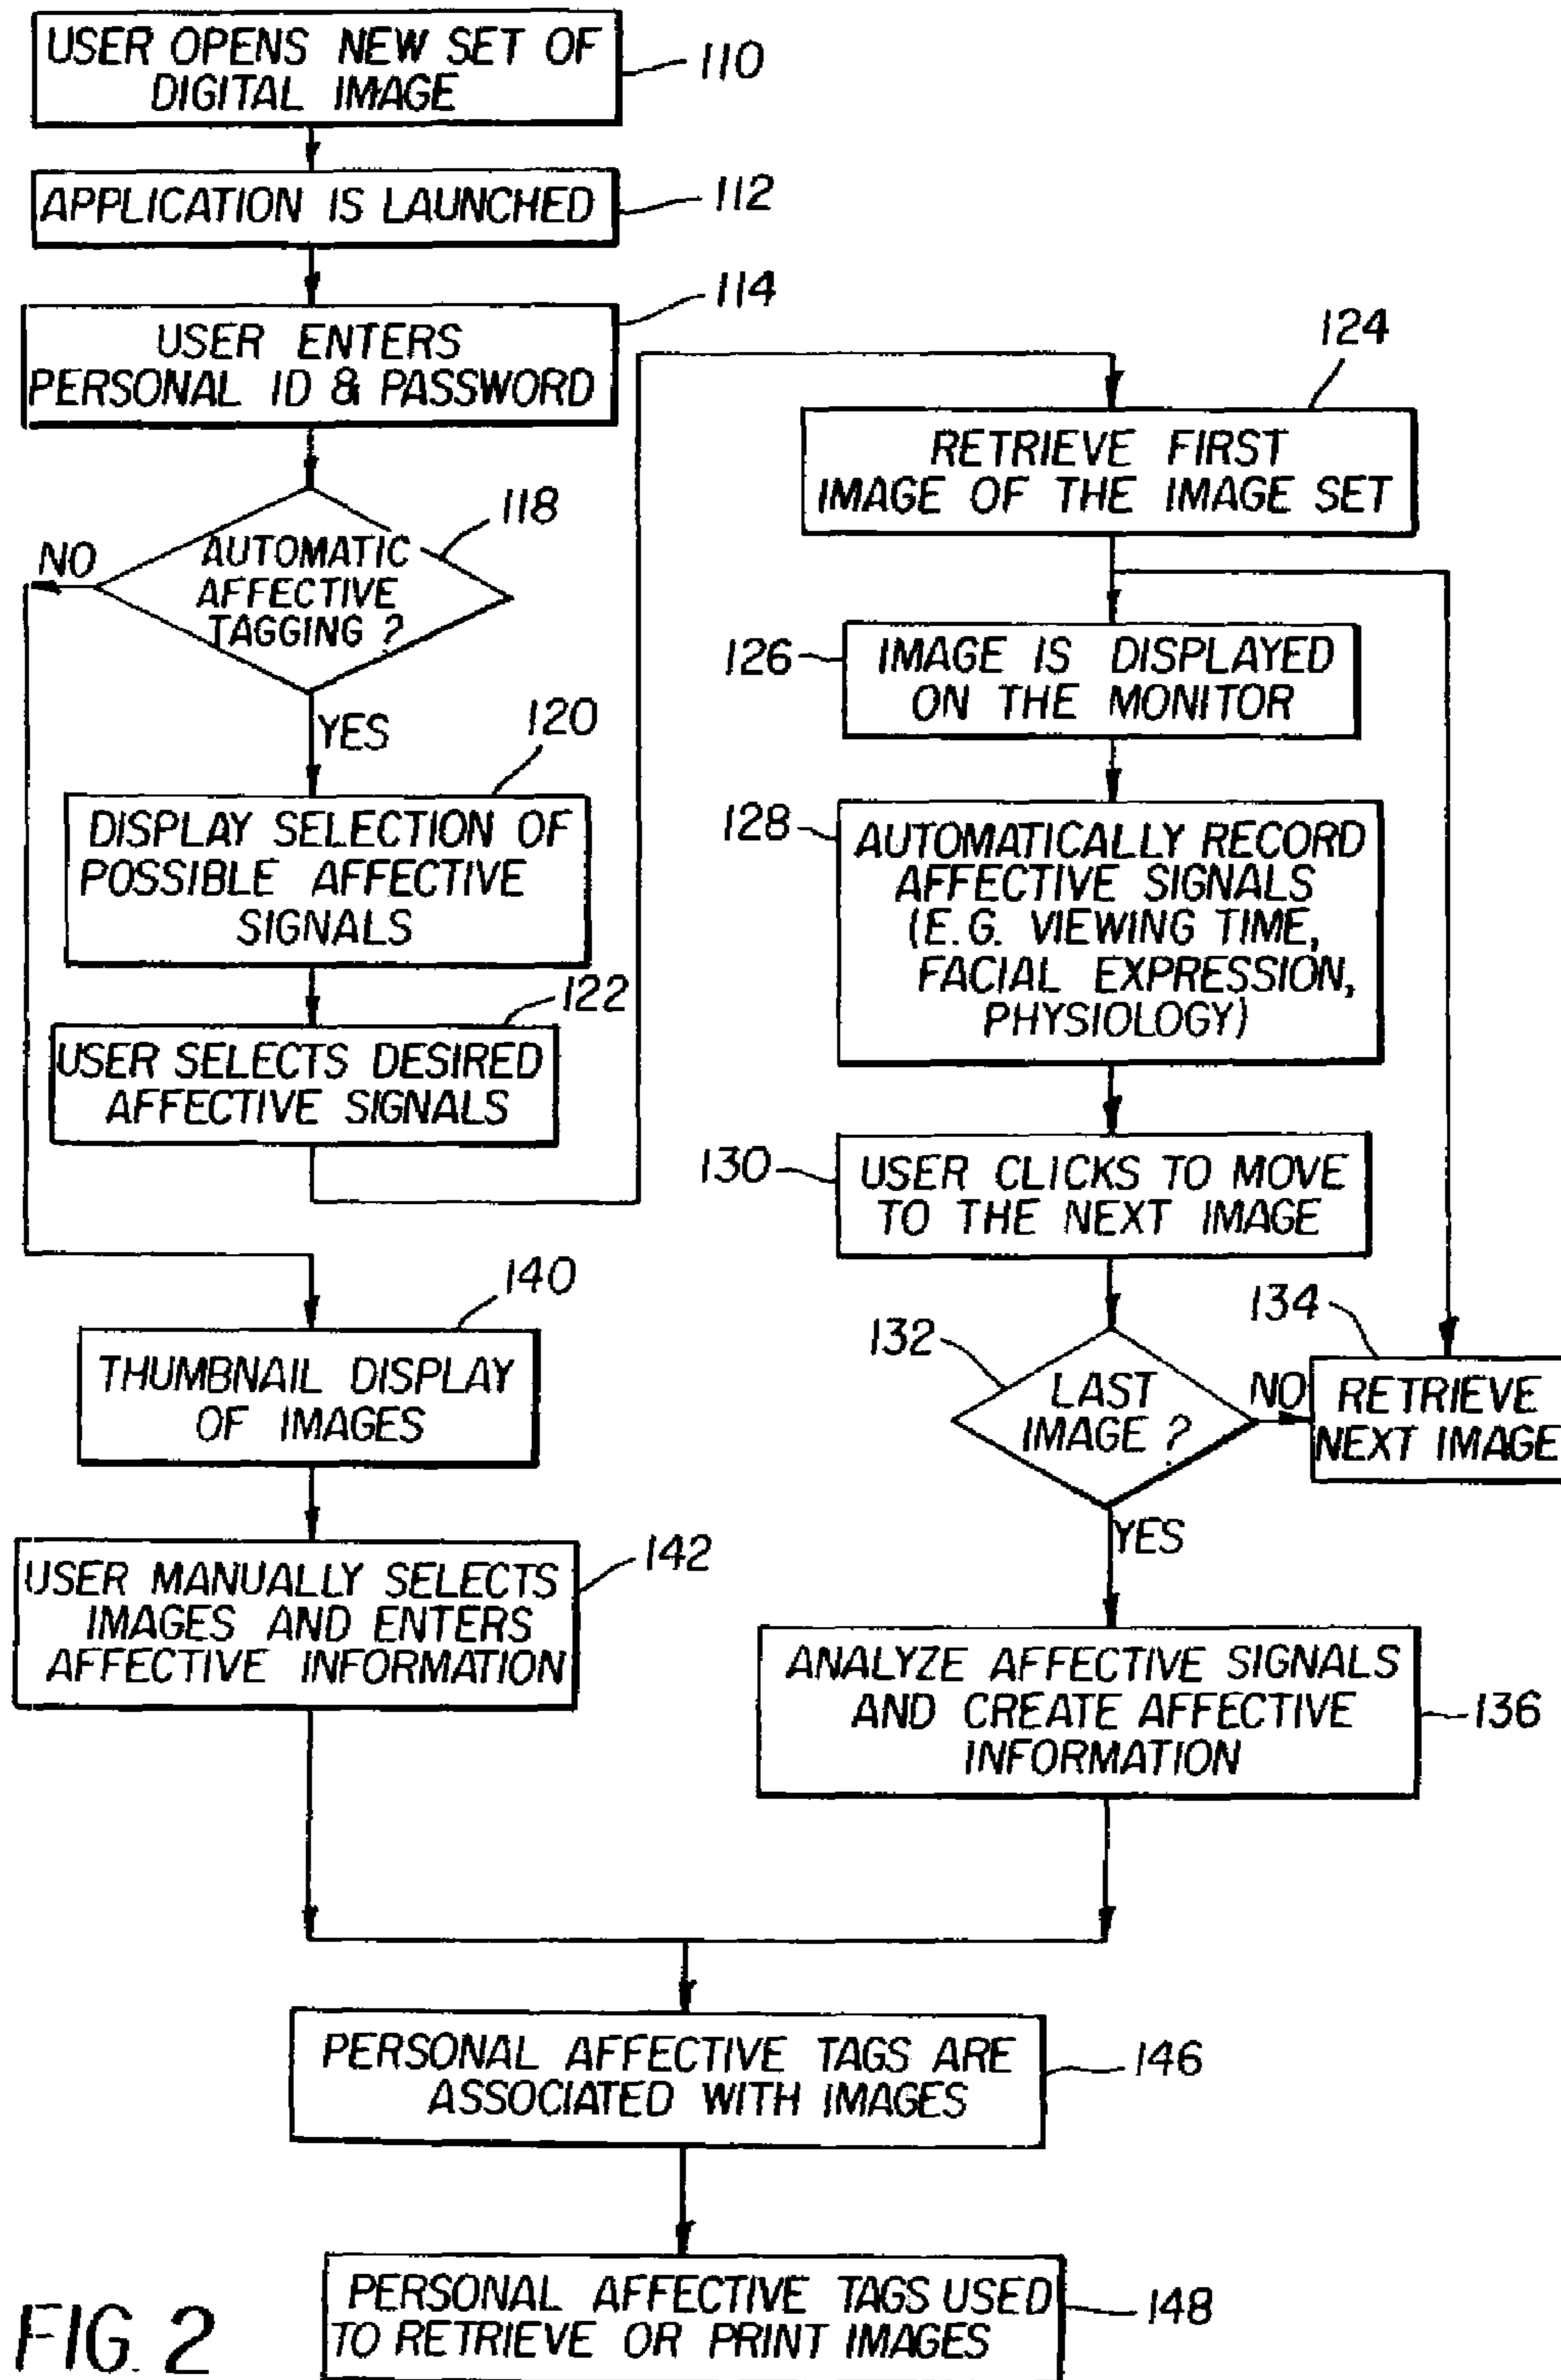 USER OPENS NEW SET OF
DIGITAL IMAGE
110
APPLICATION IS LAUNCHED
112
USER ENTERS
PERSONAL ID & PASSWORD
114
AUTOMATIC
AFFECTIVE
TAGGING ?
118
NO
YES
120
DISPLAY SELECTION OF
POSSIBLE AFFECTIVE
SIGNALS
122
USER SELECTS DESIRED
AFFECTIVE SIGNALS
124
RETRIEVE FIRST
IMAGE OF THE IMAGE SET
126
IMAGE IS DISPLAYED
ON THE MONITOR
128
AUTOMATICALLY RECORD
AFFECTIVE SIGNALS
(E.G. VIEWING TIME,
FACIAL EXPRESSION,
PHYSIOLOGY)
130
USER CLICKS TO MOVE
TO THE NEXT IMAGE
132
LAST
IMAGE ?
NO
134
RETRIEVE
NEXT IMAGE
YES
136
ANALYZE AFFECTIVE SIGNALS
AND CREATE AFFECTIVE
INFORMATION
140
THUMBNAIL DISPLAY
OF IMAGES
142
USER MANUALLY SELECTS
IMAGES AND ENTERS
AFFECTIVE INFORMATION
PERSONAL AFFECTIVE TAGS ARE
ASSOCIATED WITH IMAGES
146
PERSONAL AFFECTIVE TAGS USED
TO RETRIEVE OR PRINT IMAGES
148
FIG. 2